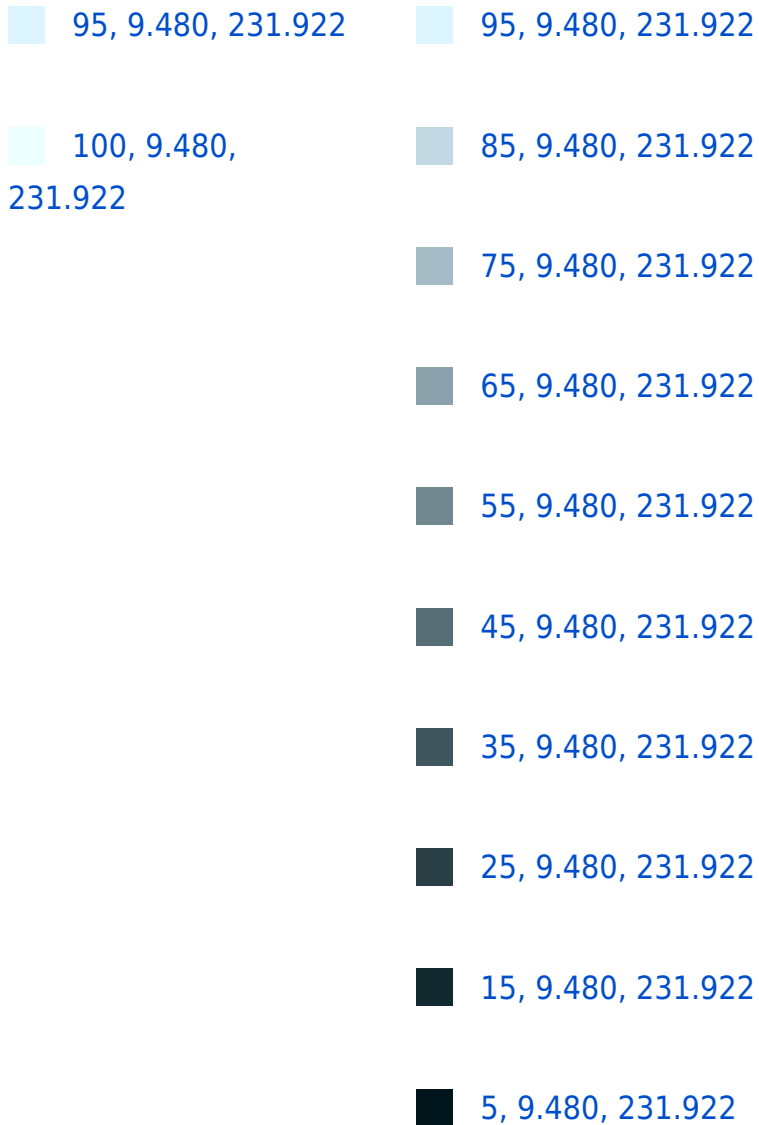 95, 9.480, 231.922
100, 9.480,
231.922
95, 9.480, 231.922
85, 9.480, 231.922
75, 9.480, 231.922
65, 9.480, 231.922
55, 9.480, 231.922
45, 9.480, 231.922
35, 9.480, 231.922
25, 9.480, 231.922
15, 9.480, 231.922
5, 9.480, 231.922